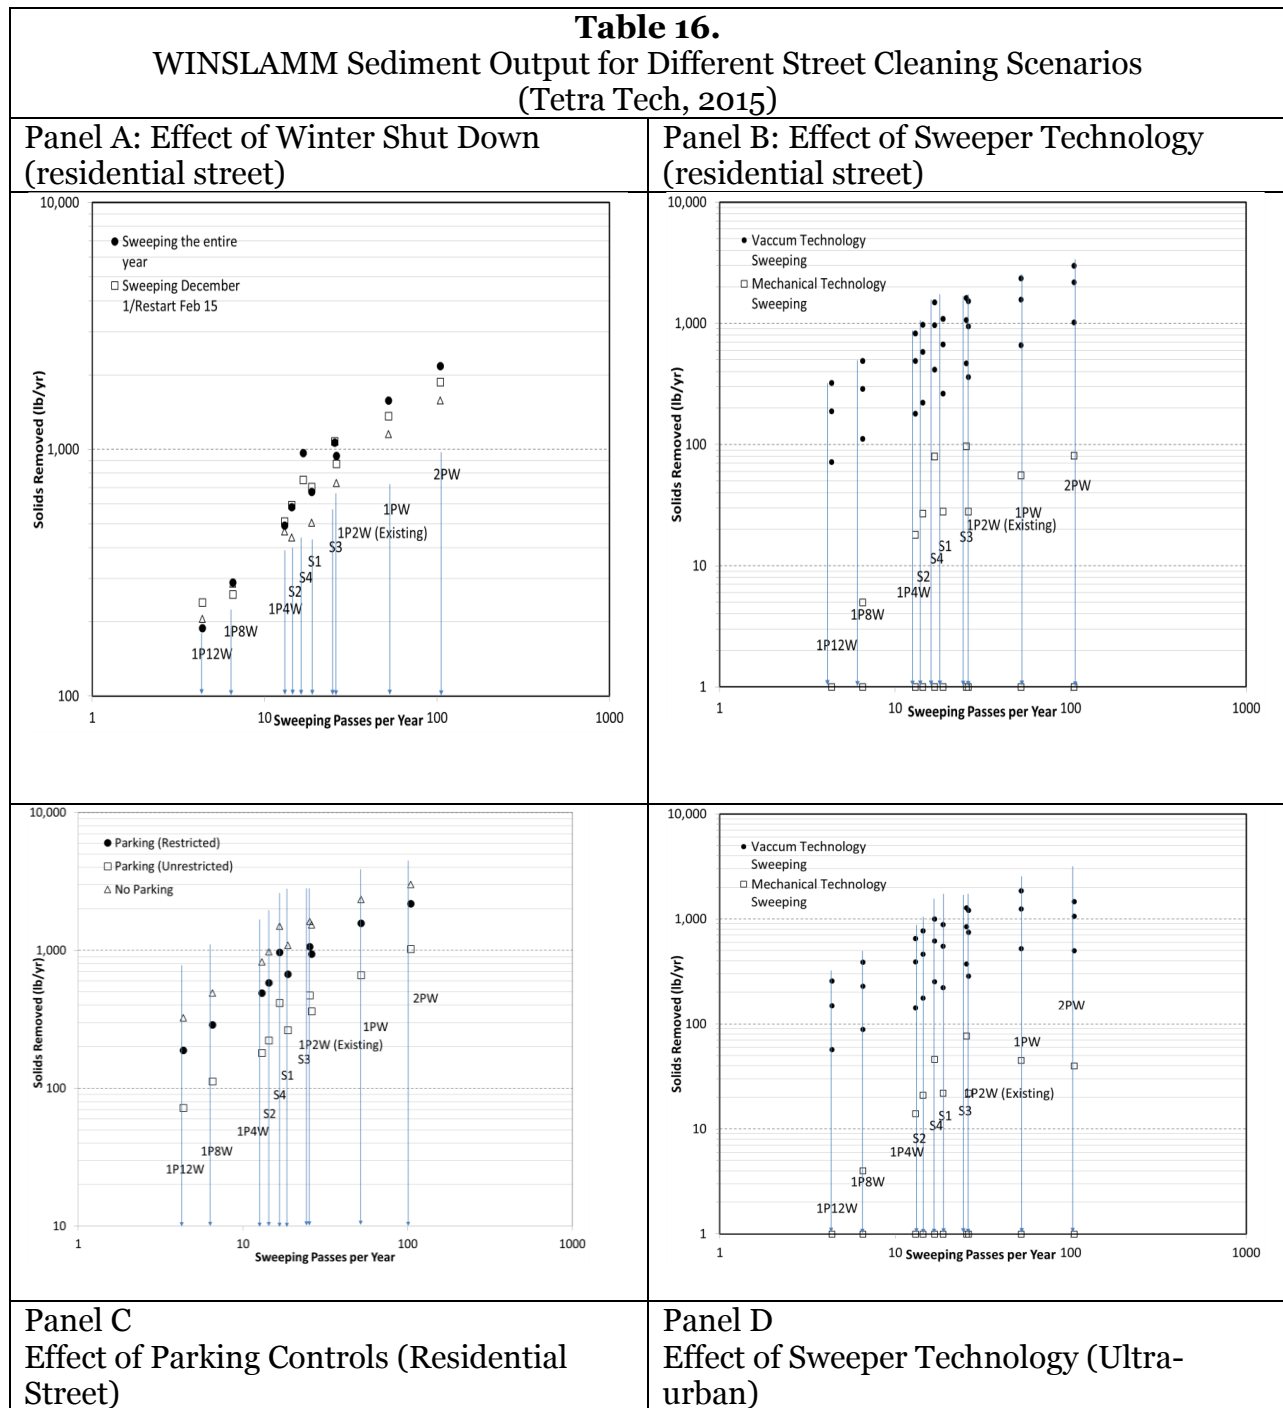 Table 16.
WINSLAMM Sediment Output for Different Street Cleaning Scenarios
(Tetra Tech, 2015)
Panel A: Effect of Winter Shut Down
(residential street)
Panel B: Effect of Sweeper Technology
(residential street)
10,000
1,000
100
Solids Removed (lb/yr)
Sweeping the entire
year
Sweeping December
1/Restart Feb 15
2PW
1PW
1P2W (Existing)
S3
S1
S4
S2
1P4W
1P8W
1P12W
1
10
100
1000
Sweeping Passes per Year
10,000
1,000
100
10
1
Solids Removed (lb/yr)
Vaccum Technology
Sweeping
Mechanical Technology
Sweeping
2PW
1PW
1P2W (Existing)
S3
S1
S4
S2
1P4W
1P8W
1P12W
1
10
100
1000
Sweeping Passes per Year
10,000
1,000
100
10
Solids Removed (lb/yr)
Parking (Restricted)
Parking (Unrestricted)
No Parking
2PW
1PW
1P2W (Existing)
S3
S1
S4
S2
1P4W
1P8W
1P12W
1
10
100
1000
Sweeping Passes per Year
10,000
1,000
100
10
1
Solids Removed (lb/yr)
Vaccum Technology
Sweeping
Mechanical Technology
Sweeping
2PW
1PW
1P2W (Existing)
S3
S1
S4
S2
1P4W
1P8W
1P12W
1
10
100
1000
Sweeping Passes per Year
Panel C
Effect of Parking Controls (Residential
Street)
Panel D
Effect of Sweeper Technology (Ultra-
urban)